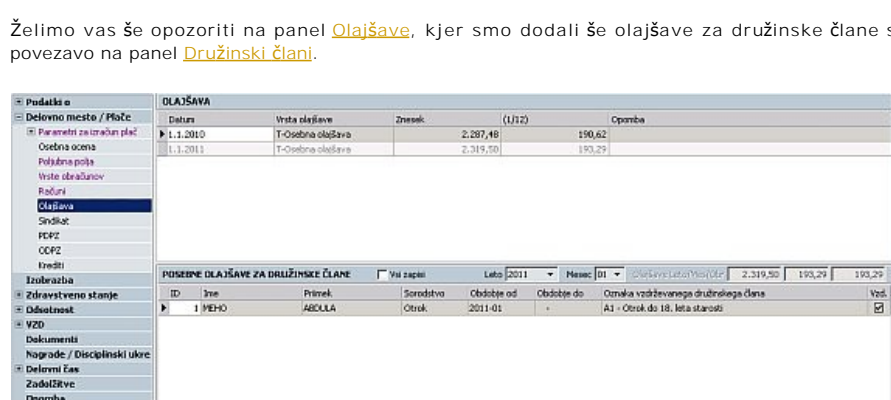 Želimo vas še opozoriti na panel Olajšave, kjer smo dodali še olajšave za družinske člane s
povezavo na panel Družinski člani.
Podatki o
Delovno mesto / Plače
Parametri za izračun plač
Osebna ocena
Poljubna polja
Vrste obračunov
Računi
Olajšava
Sindikat
PDPZ
ODPZ
Krediti
Izobrazba
Zdravstveno stanje
Odsotnost
VZD
Dokumenti
Nagrade / Disciplinski ukre
Delovni čas
Zadolžitve
Opomba
OLAJŠAVA
Datum Vrsta olajšave Znesek (1/12) Opomba
1.1.2010 T-Osebna olajšava 2.287,48 190,62
1.1.2011 T-Osebna olajšava 2.319,50 193,29
POSEBNE OLAJŠAVE ZA DRUŽINSKE ČLANE Vsi zapisi Leto 2011 Mesec 01 2.319,50 193,29 193,29
ID Ime Priimek Sorodstvo Obdobje od Obdobje do Oznaka vzdrževanega družinskega člana Vzd.
1 MEHO ABDULA Otrok 2011-01 - A1 - Otrok do 18. leta starosti